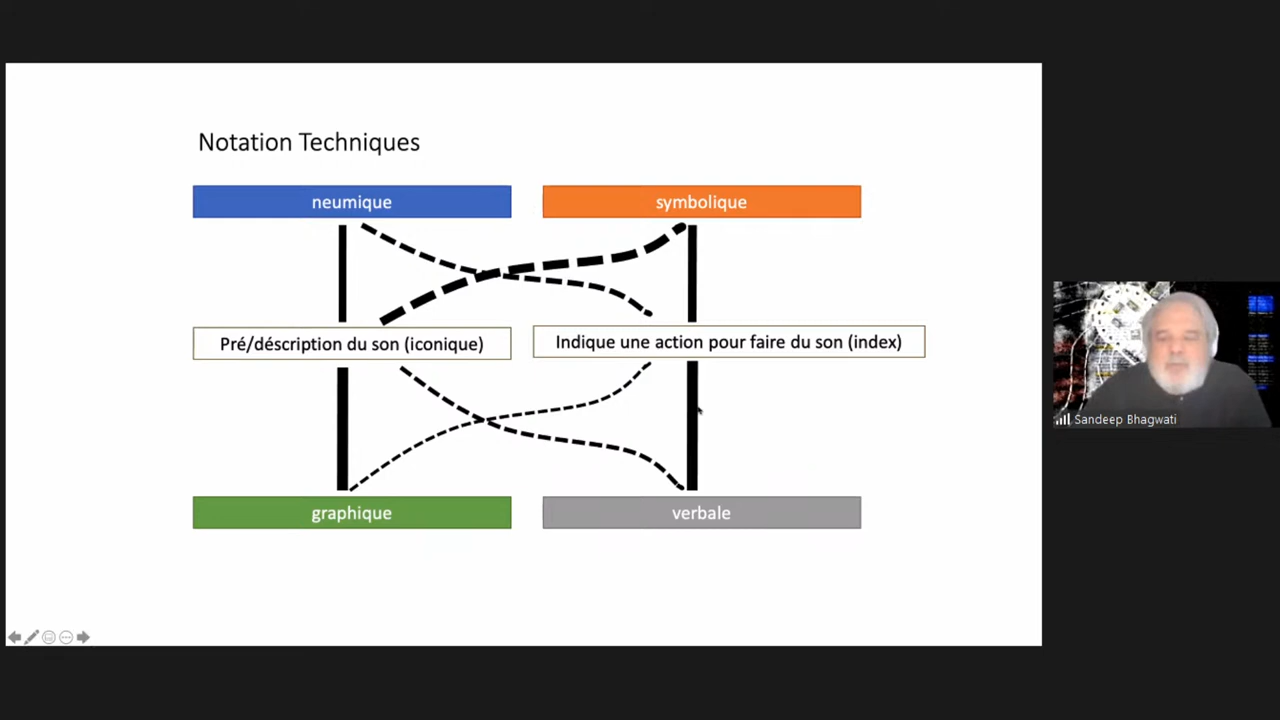 Notation Techniques
neumique
symbolique
Pré/déscription du son (iconique)
Indique une action pour faire du son (index)
graphique
verbale
Sandeep Bhagwati